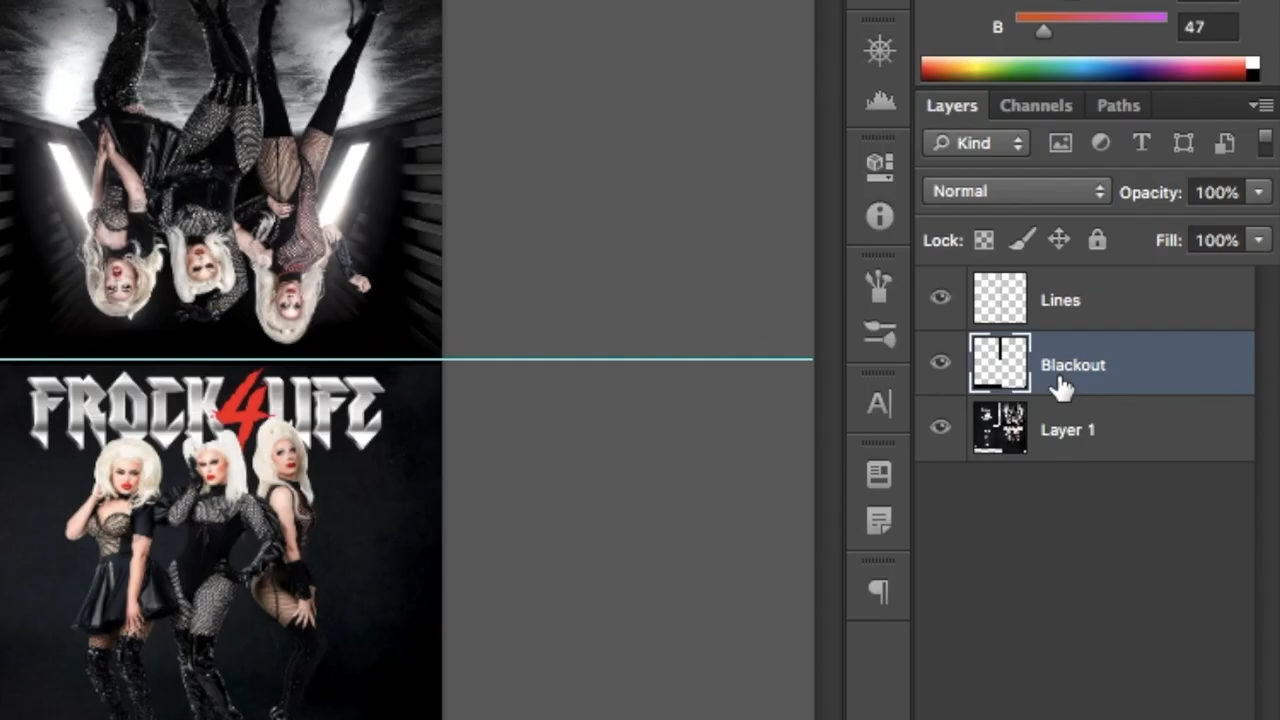 B 47
Layers Channels Paths
Kind T
Normal Opacity: 100%
Lock: Fill: 100%
Lines
FROCK4LIFE
Blackout
Layer 1
A